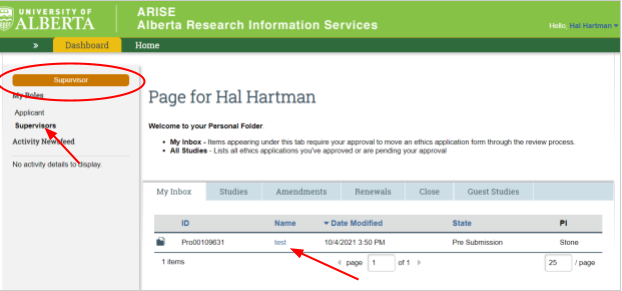 UNIVERSITY OF
ALBERTA
ARISE
Alberta Research Information Services
Hello, Hal Hartman
» Dashboard Home
Supervisor
My Roles
Applicant
Supervisors
Activity Newsfeed
No activity details to display.
Page for Hal Hartman
Welcome to your Personal Folder.
• My Inbox - Items appearing under this tab require your approval to move an ethics application form through the review process.
• All Studies - Lists all ethics applications you've approved or are pending your approval
My Inbox Studies Amendments Renewals Close Guest Studies
ID Name Date Modified State PI
Pro00109631 test 10/4/2021 3:50 PM Pre Submission Stone
1 items page 1 of 1 25 / page